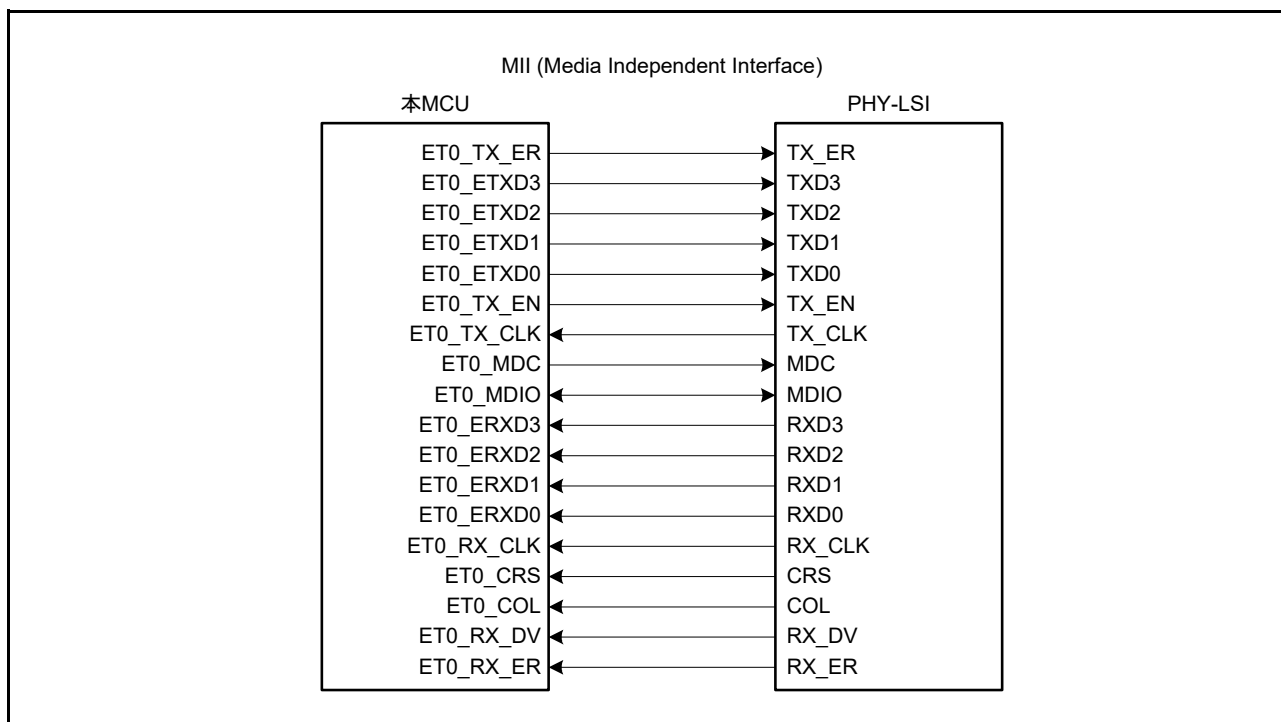 MII (Media Independent Interface)
本MCU PHY-LSI
ET0_TX_ER TX_ER
ET0_ETXD3 TXD3
ET0_ETXD2 TXD2
ET0_ETXD1 TXD1
ET0_ETXD0 TXD0
ET0_TX_EN TX_EN
ET0_TX_CLK TX_CLK
ET0_MDC MDC
ET0_MDIO MDIO
ET0_ERXD3 RXD3
ET0_ERXD2 RXD2
ET0_ERXD1 RXD1
ET0_ERXD0 RXD0
ET0_RX_CLK RX_CLK
ET0_CRS CRS
ET0_COL COL
ET0_RX_DV RX_DV
ET0_RX_ER RX_ER